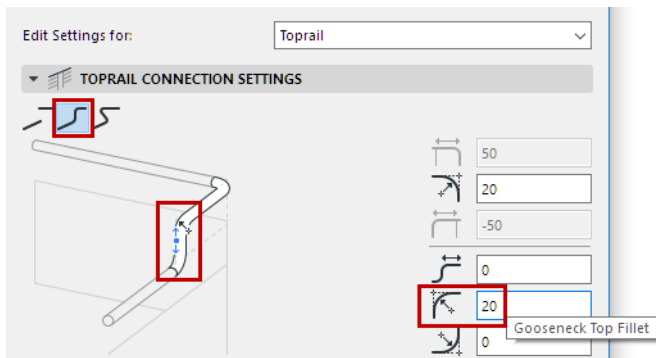 Edit Settings for: Toprail
TOPRAIL CONNECTION SETTINGS
50
20
-50
0
20
Gooseneck Top Fillet
0